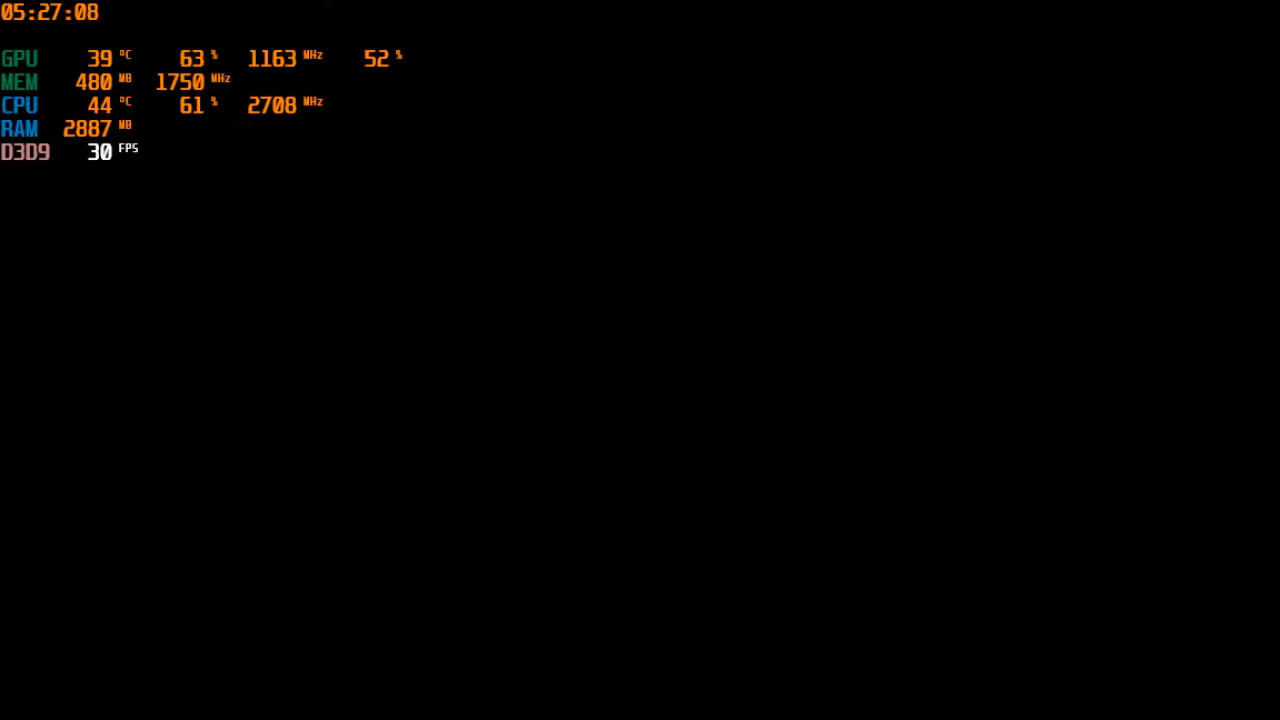 05:27:08
GPU 39 °C 63 % 1163 MHz 52 %
MEM 480 MB 1750 MHz
CPU 44 °C 61 % 2708 MHz
RAM 2887 MB
D3D9 30 FPS